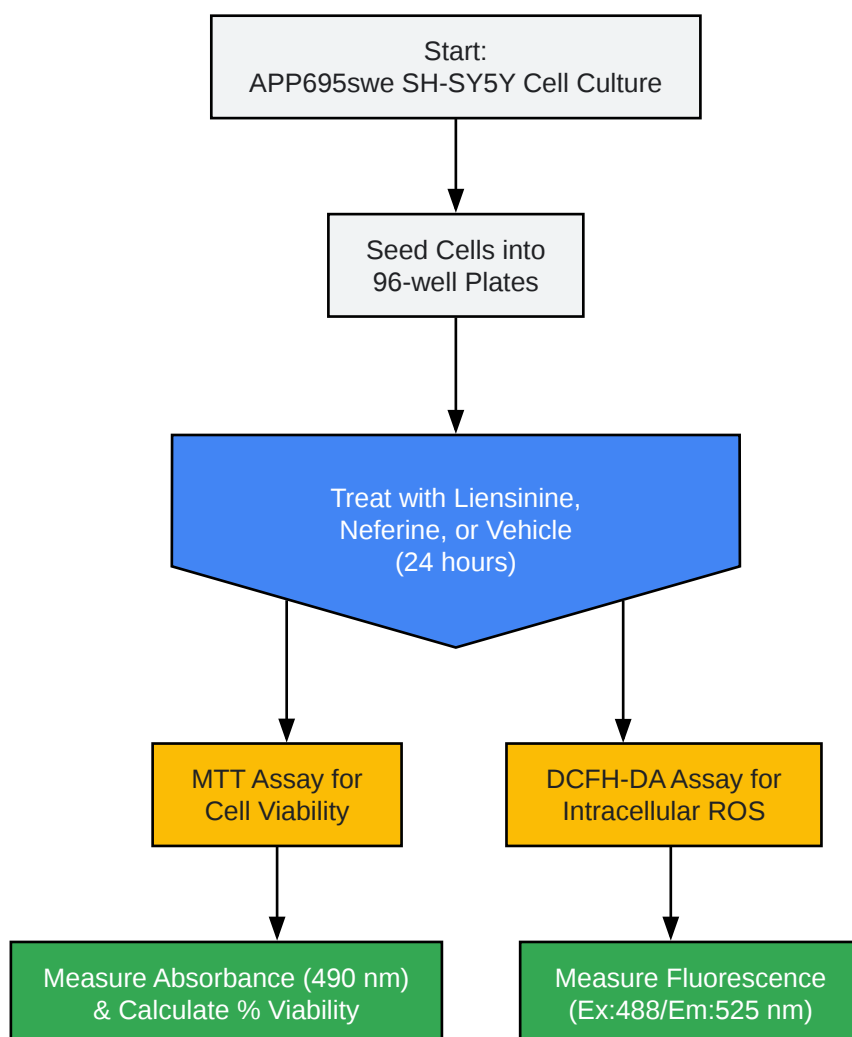 Start:
APP695swe SH-SY5Y Cell Culture
Seed Cells into
96-well Plates
Treat with Liensinine,
Neferine, or Vehicle
(24 hours)
MTT Assay for
Cell Viability
DCFH-DA Assay for
Intracellular ROS
Measure Absorbance (490 nm)
& Calculate % Viability
Measure Fluorescence
(Ex:488/Em:525 nm)